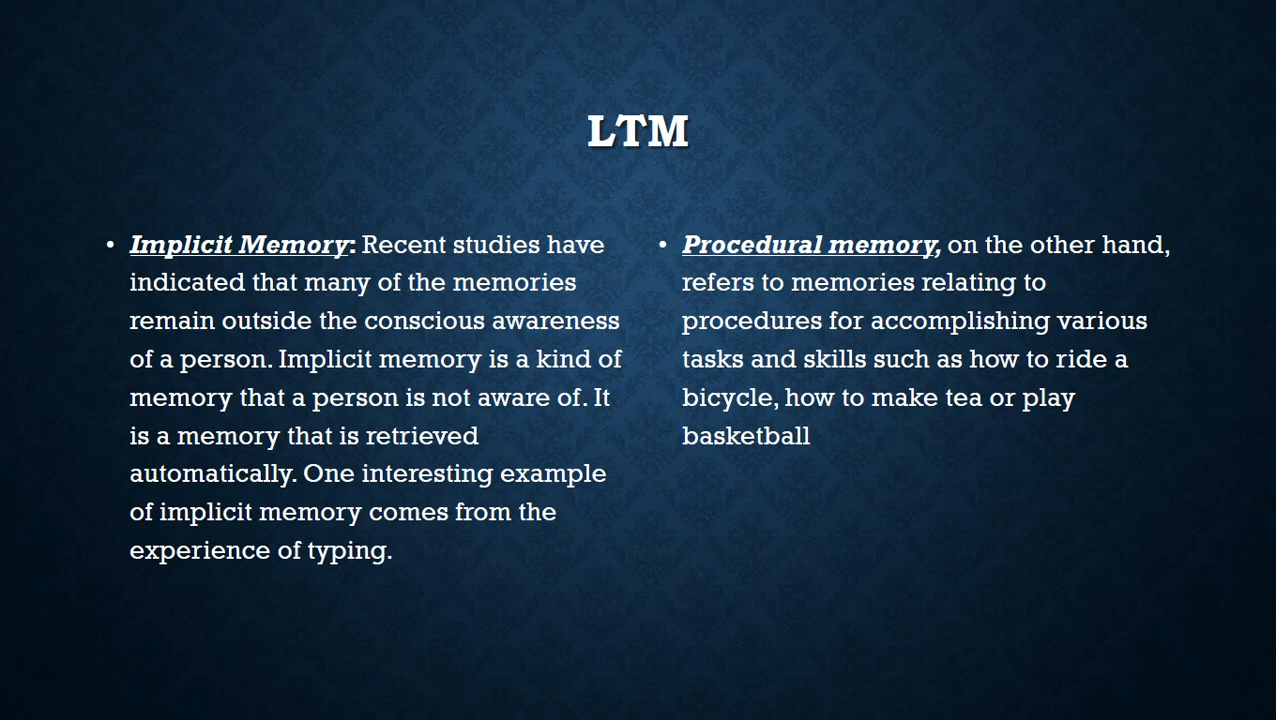 LTM
• Implicit Memory: Recent studies have
indicated that many of the memories
remain outside the conscious awareness
of a person. Implicit memory is a kind of
memory that a person is not aware of. It
is a memory that is retrieved
automatically. One interesting example
of implicit memory comes from the
experience of typing.
• Procedural memory, on the other hand,
refers to memories relating to
procedures for accomplishing various
tasks and skills such as how to ride a
bicycle, how to make tea or play
basketball